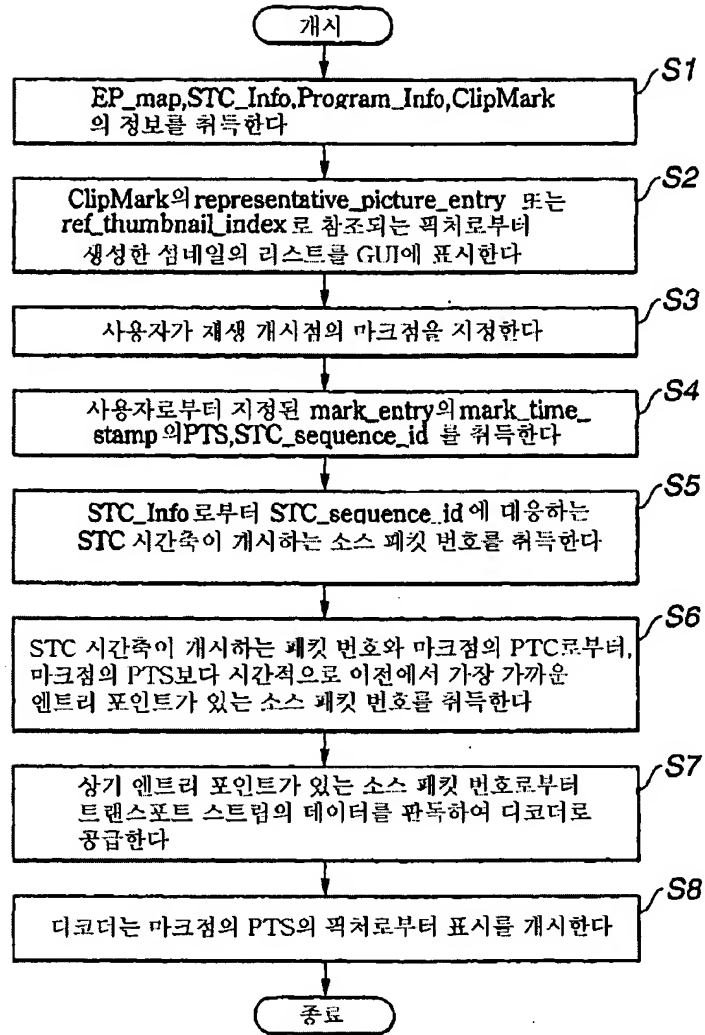 개시
S1
EP_map,STC_Info,Program_Info,ClipMark
의 정보를 취득한다
S2
ClipMark의 representative_picture_entry 또는
ref_thumbnail_index로 참조되는 픽처로부터
생성한 섬네일의 리스트를 GUI에 표시한다
S3
사용자가 재생 개시점의 마크점을 지정한다
S4
사용자로부터 지정된 mark_entry의mark_time_
stamp의PTS,STC_sequence_id 를 취득한다
S5
STC_Info로부터 STC_sequence_id에 대응하는
STC 시간축이 개시하는 소스 패킷 번호를 취득한다
S6
STC 시간축이 개시하는 패킷 번호와 마크점의 PTC로부터,
마크점의 PTS보다 시간적으로 이전에서 가장 가까운
엔트리 포인트가 있는 소스 패킷 번호를 취득한다
S7
상기 엔트리 포인트가 있는 소스 패킷 번호로부터
트랜스포트 스트림의 데이터를 판독하여 디코더로
공급한다
S8
디코더는 마크점의 PTS의 픽처로부터 표시를 개시한다
종료